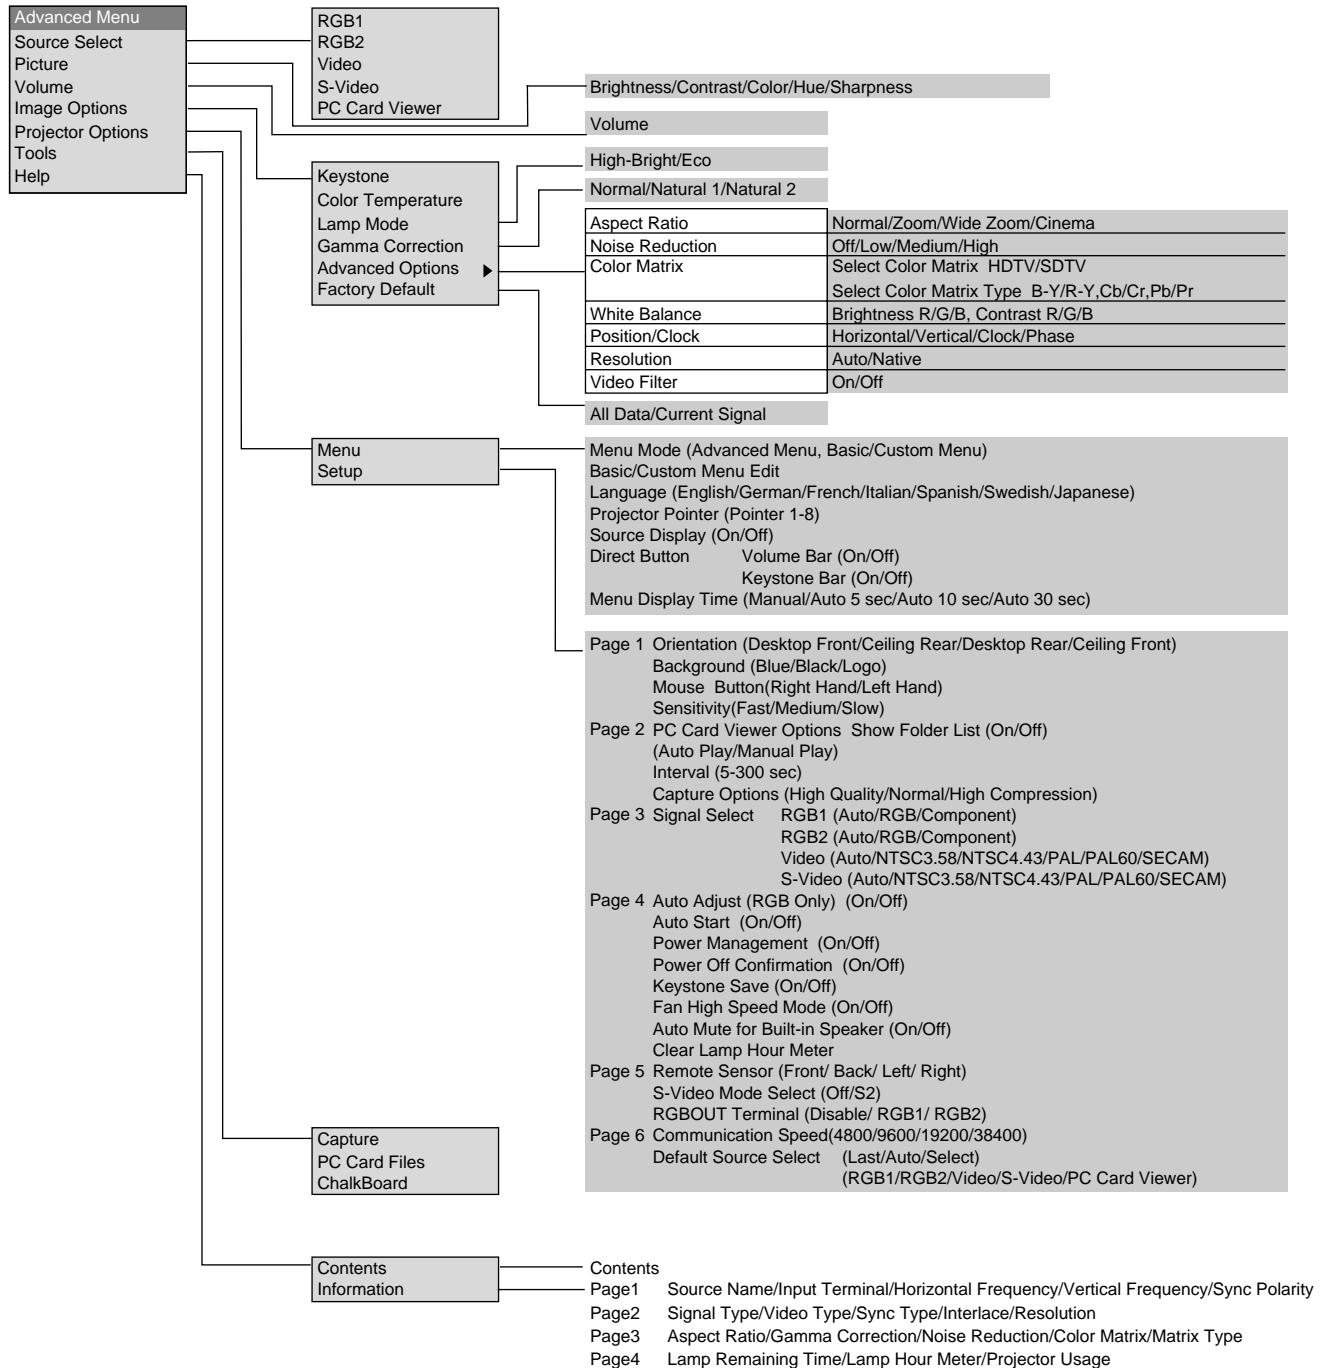 Advanced Menu
Source Select
Picture
Volume
Image Options
Projector Options
Tools
Help
RGB1
RGB2
Video
S-Video
PC Card Viewer
Brightness/Contrast/Color/Hue/Sharpness
Volume
Keystone
Color Temperature
Lamp Mode
Gamma Correction
Advanced Options
Factory Default
High-Bright/Eco
Normal/Natural 1/Natural 2
Aspect Ratio Normal/Zoom/Wide Zoom/Cinema
Noise Reduction Off/Low/Medium/High
Color Matrix Select Color Matrix HDTV/SDTV
Select Color Matrix Type B-Y/R-Y,Cb/Cr,Pb/Pr
White Balance Brightness R/G/B, Contrast R/G/B
Position/Clock Horizontal/Vertical/Clock/Phase
Resolution Auto/Native
Video Filter On/Off
All Data/Current Signal
Menu
Setup
Menu Mode (Advanced Menu, Basic/Custom Menu)
Basic/Custom Menu Edit
Language (English/German/French/Italian/Spanish/Swedish/Japanese)
Projector Pointer (Pointer 1-8)
Source Display (On/Off)
Direct Button Volume Bar (On/Off)
Keystone Bar (On/Off)
Menu Display Time (Manual/Auto 5 sec/Auto 10 sec/Auto 30 sec)
Page 1 Orientation (Desktop Front/Ceiling Rear/Desktop Rear/Ceiling Front)
Background (Blue/Black/Logo)
Mouse Button(Right Hand/Left Hand)
Sensitivity(Fast/Medium/Slow)
Page 2 PC Card Viewer Options Show Folder List (On/Off)
(Auto Play/Manual Play)
Interval (5-300 sec)
Capture Options (High Quality/Normal/High Compression)
Page 3 Signal Select RGB1 (Auto/RGB/Component)
RGB2 (Auto/RGB/Component)
Video (Auto/NTSC3.58/NTSC4.43/PAL/PAL60/SECAM)
S-Video (Auto/NTSC3.58/NTSC4.43/PAL/PAL60/SECAM)
Page 4 Auto Adjust (RGB Only) (On/Off)
Auto Start (On/Off)
Power Management (On/Off)
Power Off Confirmation (On/Off)
Keystone Save (On/Off)
Fan High Speed Mode (On/Off)
Auto Mute for Built-in Speaker (On/Off)
Clear Lamp Hour Meter
Page 5 Remote Sensor (Front/ Back/ Left/ Right)
S-Video Mode Select (Off/S2)
RGBOUT Terminal (Disable/ RGB1/ RGB2)
Page 6 Communication Speed(4800/9600/19200/38400)
Default Source Select (Last/Auto/Select)
(RGB1/RGB2/Video/S-Video/PC Card Viewer)
Capture
PC Card Files
ChalkBoard
Contents
Information
Contents
Page1 Source Name/Input Terminal/Horizontal Frequency/Vertical Frequency/Sync Polarity
Page2 Signal Type/Video Type/Sync Type/Interlace/Resolution
Page3 Aspect Ratio/Gamma Correction/Noise Reduction/Color Matrix/Matrix Type
Page4 Lamp Remaining Time/Lamp Hour Meter/Projector Usage